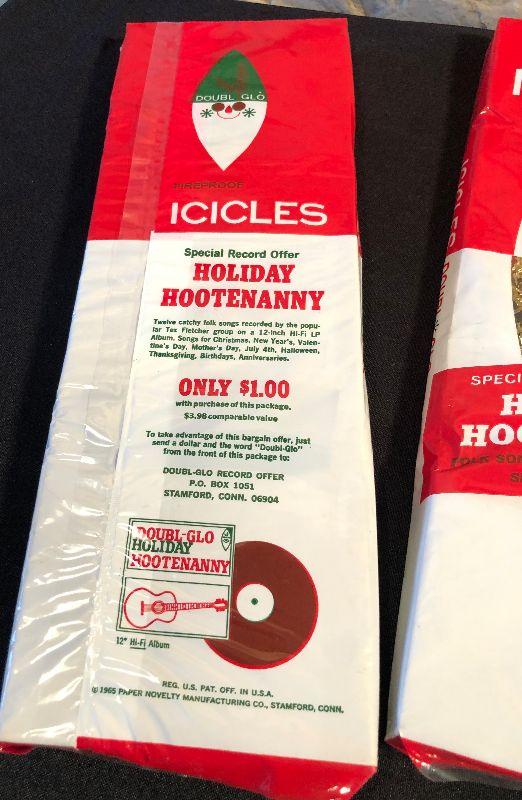 DOUBL GLO
FIREPROOF
ICICLES
Special Record Offer
HOLIDAY
HOOTENANNY
Twelve catchy folk songs recorded by the popu-
lar Tex Fletcher group on a 12-inch Hi-Fi LP
Album. Songs for Christmas, New Year's, Valen-
tine's Day, Mother's Day, July 4th, Halloween,
Thanksgiving, Birthdays, Anniversaries.
ONLY $1.00
with purchase of this package.
$3.98 comparable value
To take advantage of this bargain offer, just
send a dollar and the word "Doubl-Glo"
from the front of this package to:
DOUBL-GLO RECORD OFFER
P.O. BOX 1051
STAMFORD, CONN. 06904
DOUBL-GLO
HOLIDAY
HOOTENANNY
12" Hi-Fi Album
REG. U.S. PAT. OFF. IN U.S.A.
© 1965 PAPER NOVELTY MANUFACTURING CO., STAMFORD, CONN.
ICICLES
SPECI
H
HOO
FOLK SON